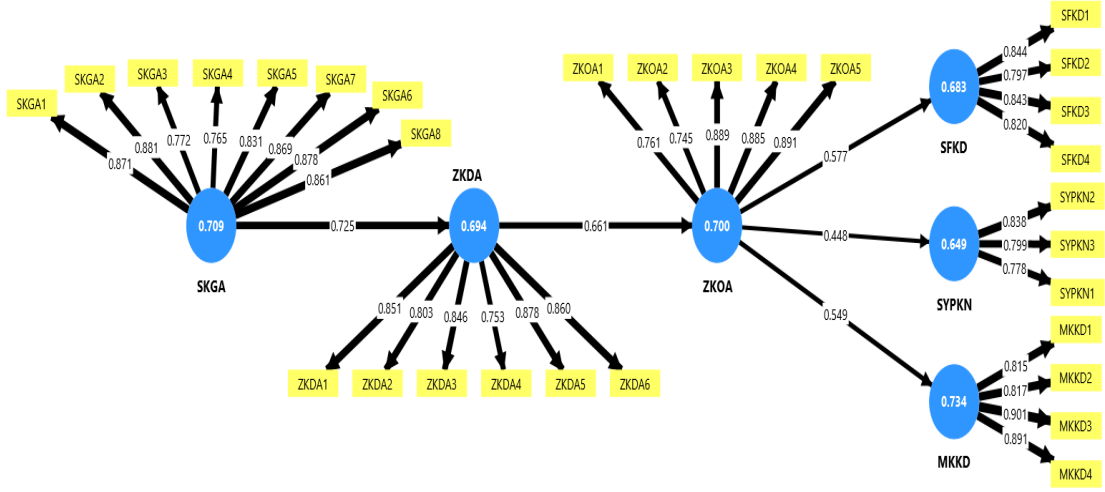 SKGA1
SKGA2
SKGA3
SKGA4
SKGA5
SKGA7
SKGA6
SKGA8
0.871
0.881
0.772
0.765
0.831
0.869
0.878
0.861
0.709
SKGA
0.725
ZKDA
0.694
0.851
0.803
0.846
0.753
0.878
0.860
ZKDA1
ZKDA2
ZKDA3
ZKDA4
ZKDA5
ZKDA6
0.661
ZKOA1
ZKOA2
ZKOA3
ZKOA4
ZKOA5
0.761
0.745
0.889
0.885
0.891
0.700
ZKOA
0.577
0.448
0.549
0.683
SFKD
0.844
0.797
0.843
0.820
SFKD1
SFKD2
SFKD3
SFKD4
0.649
SYPKN
0.838
0.799
0.778
SYPKN2
SYPKN3
SYPKN1
0.734
MKKD
0.815
0.817
0.901
0.891
MKKD1
MKKD2
MKKD3
MKKD4